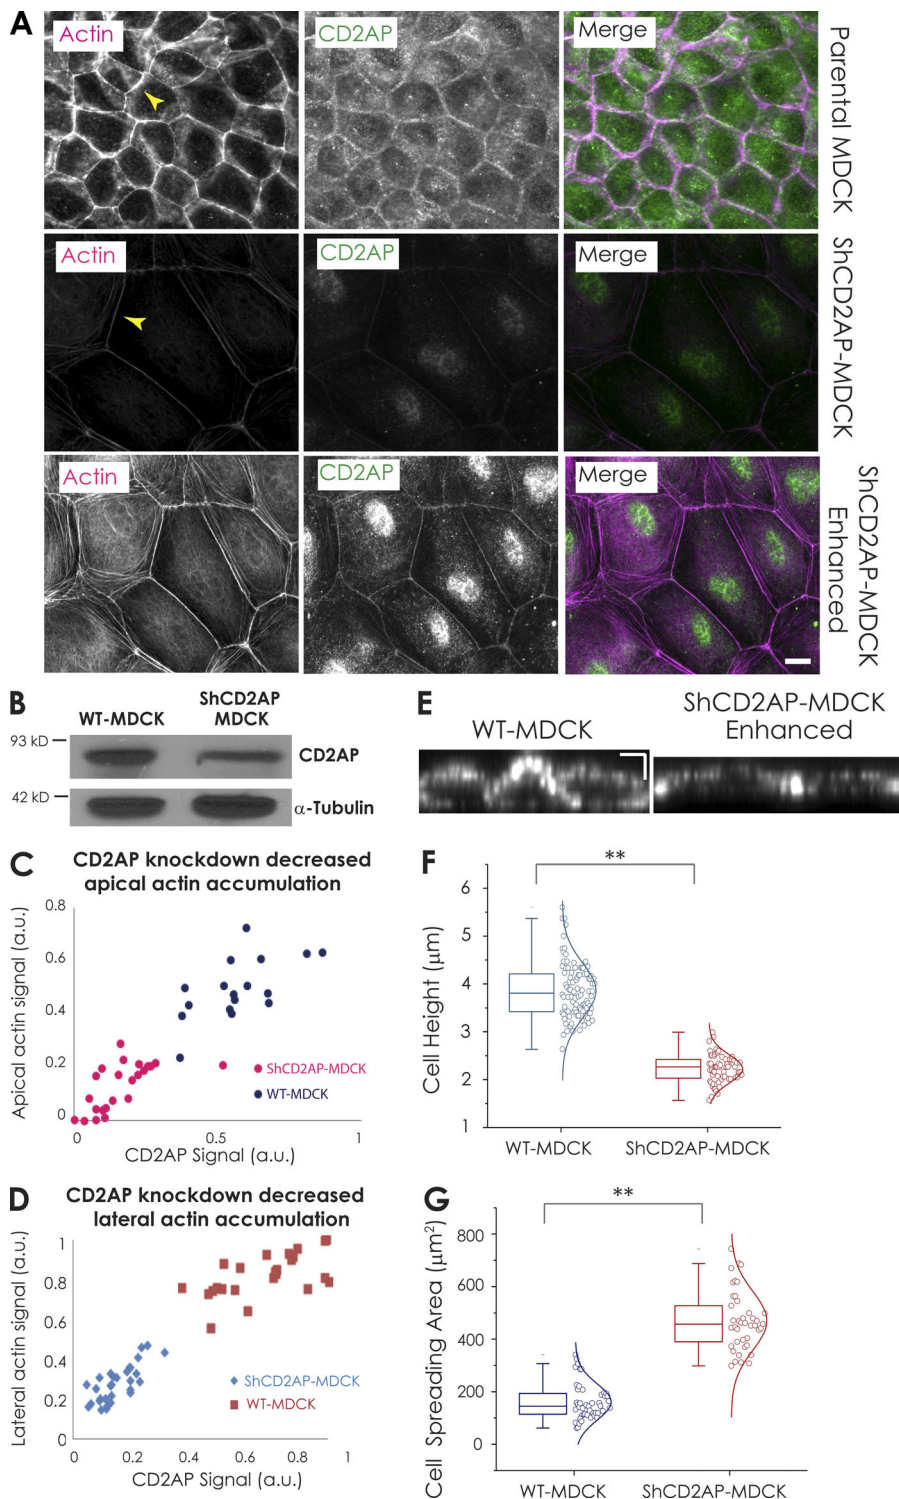 A
Actin
CD2AP
Merge
Parental MDCK
Actin
CD2AP
Merge
ShCD2AP-MDCK
Actin
CD2AP
Merge
ShCD2AP-MDCK
Enhanced
B
WT-MDCK
ShCD2AP
MDCK
93 kD
CD2AP
42 kD
α-Tubulin
E
WT-MDCK
ShCD2AP-MDCK
Enhanced
C
CD2AP knockdown decreased
apical actin accumulation
Apical actin signal (a.u.)
0.8
0.6
0.4
0.2
0
ShCD2AP-MDCK
WT-MDCK
0
0.5
1
CD2AP Signal (a.u.)
F
**
Cell Height (μm)
6
5
4
3
2
1
WT-MDCK
ShCD2AP-MDCK
D
CD2AP knockdown decreased
lateral actin accumulation
Lateral actin signal (a.u.)
1
0.8
0.6
0.4
0.2
0
ShCD2AP-MDCK
WT-MDCK
0
0.2
0.4
0.6
0.8
1
CD2AP Signal (a.u.)
G
**
Cell Spreading Area (μm²)
800
600
400
200
0
WT-MDCK
ShCD2AP-MDCK